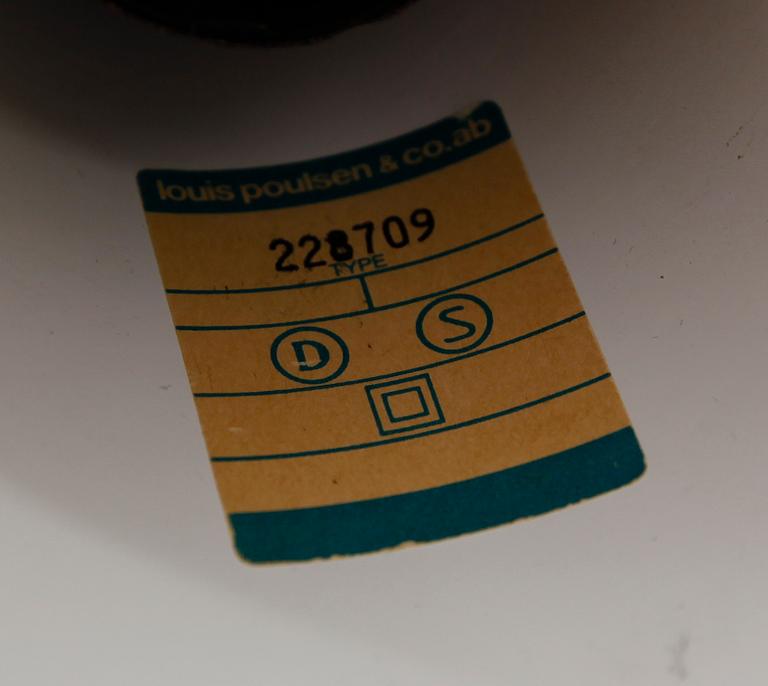 louis poulsen & co.ab
228709
TYPE
D S